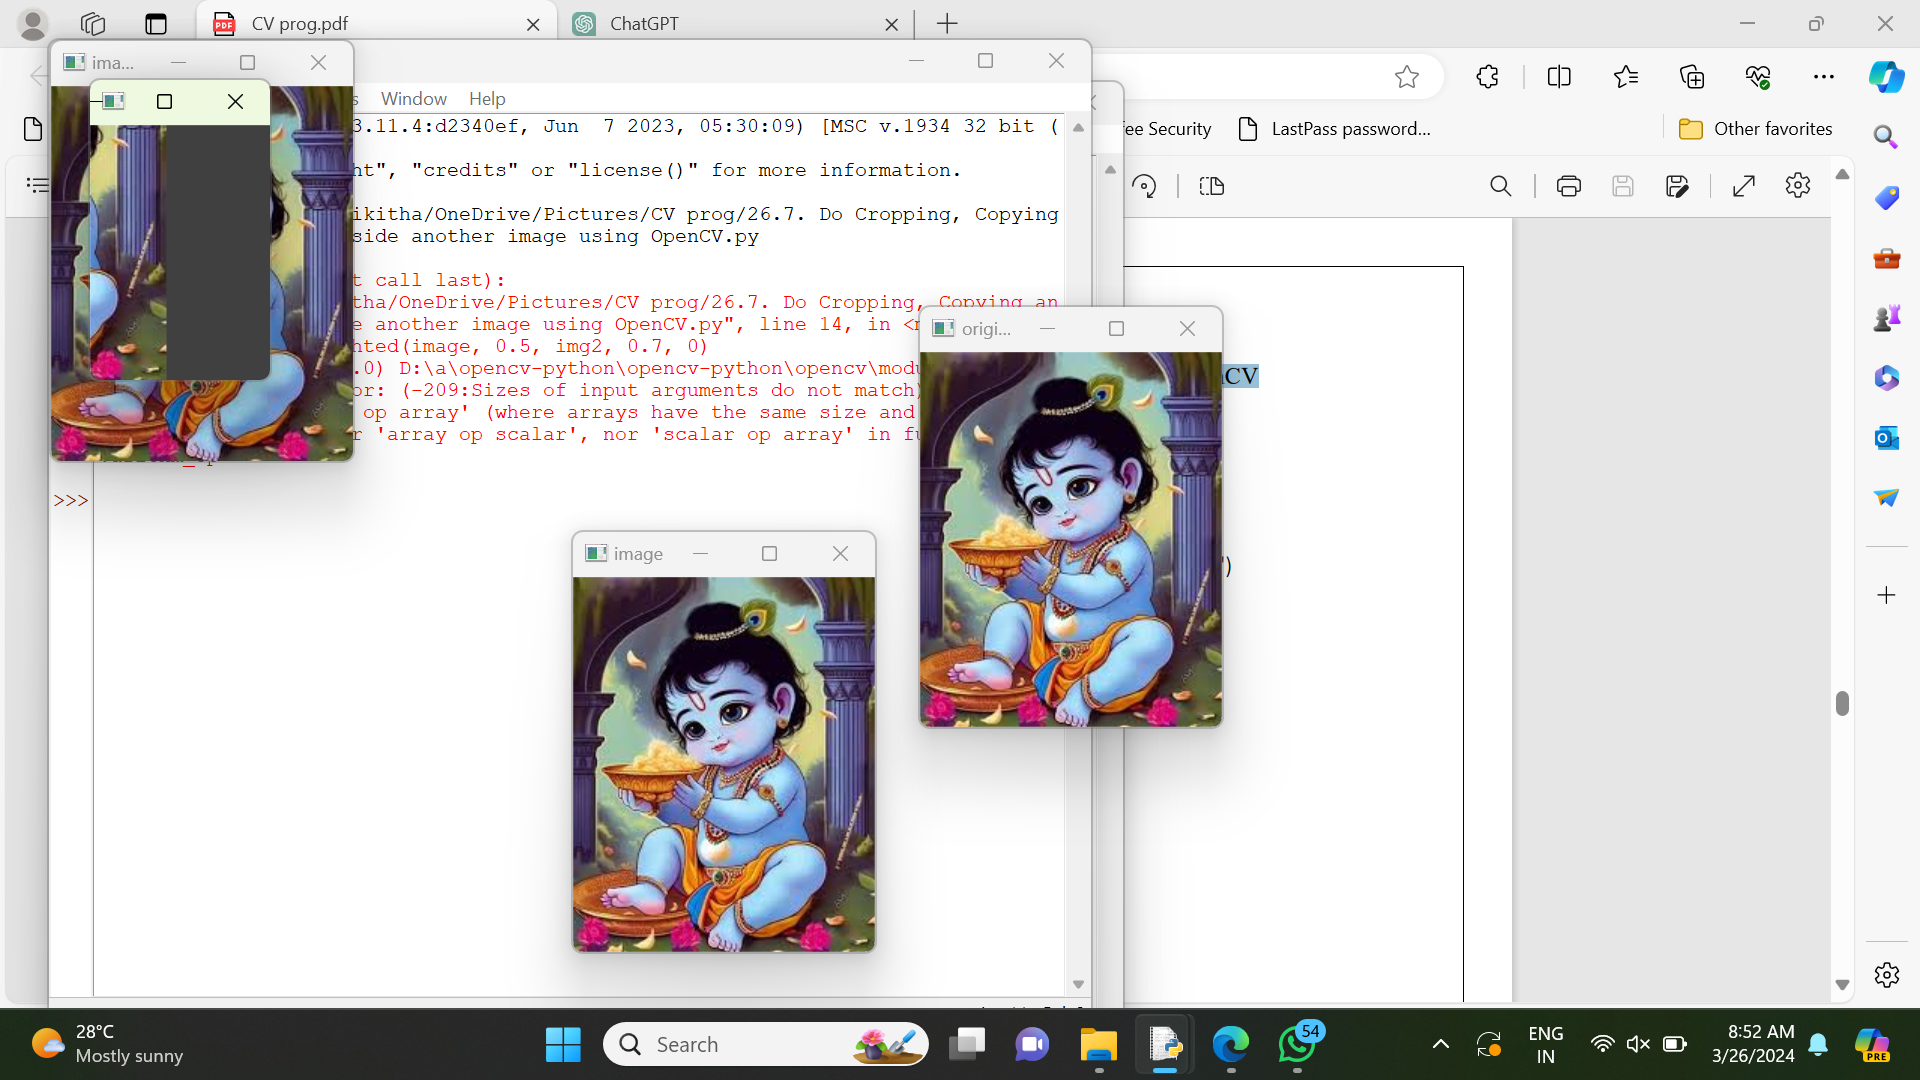 CV prog.pdf
ChatGPT
ima...
Window Help
3.11.4:d2340ef, Jun 7 2023, 05:30:09) [MSC v.1934 32 bit (
ht", "credits" or "license()" for more information.
ikitha/OneDrive/Pictures/CV prog/26.7. Do Cropping, Copying
side another image using OpenCV.py
t call last):
tha/OneDrive/Pictures/CV prog/26.7. Do Cropping, Copying an
e another image using OpenCV.py", line 14, in <
nted(image, 0.5, img2, 0.7, 0)
.0) D:\a\opencv-python\opencv-python\opencv\modu
or: (-209:Sizes of input arguments do not match)
op array' (where arrays have the same size and
r 'array op scalar', nor 'scalar op array' in fu
>>>
ee Security
LastPass password...
Other favorites
origi...
CV
')
image
28°C
Mostly sunny
Search
54
ENG
IN
8:52 AM
3/26/2024
PRE